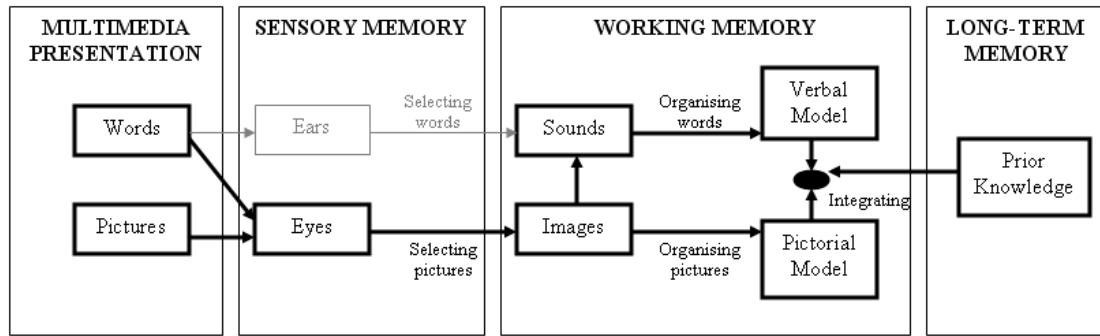 MULTIMEDIA
PRESENTATION
SENSORY MEMORY
WORKING MEMORY
LONG-TERM
MEMORY
Words
Ears
Selecting
words
Sounds
Organising
words
Verbal
Model
Prior
Knowledge
Integrating
Pictures
Eyes
Selecting
pictures
Images
Organising
pictures
Pictorial
Model